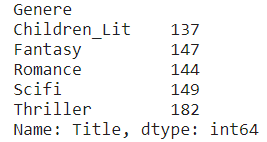 Genere
Children_Lit    137
Fantasy         147
Romance         144
Scifi           149
Thriller        182
Name: Title, dtype: int64